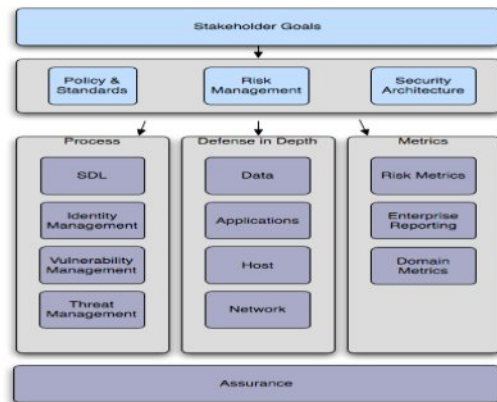 Stakeholder Goals
Policy &
Standards
Risk
Management
Security
Architecture
Process
SDL
Identity
Management
Vulnerability
Management
Threat
Management
Defense in Depth
Data
Applications
Host
Network
Metrics
Risk Metrics
Enterprise
Reporting
Domain
Metrics
Assurance